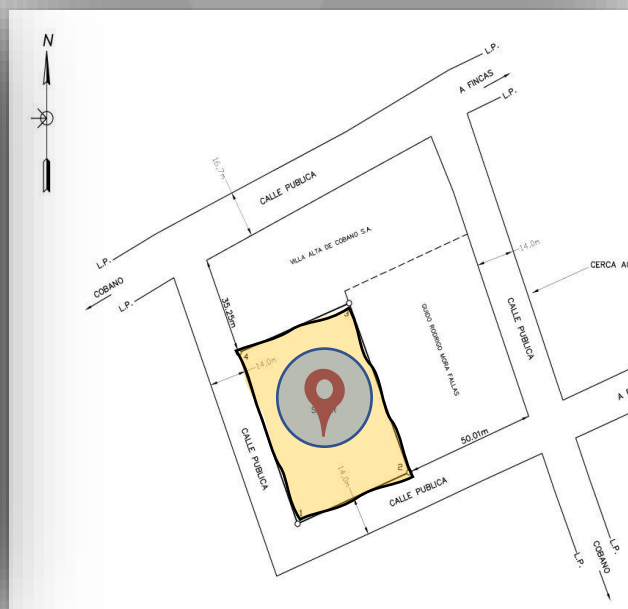 N
L.P.
A FINCAS
L.P.
16.7m
CALLE PUBLICA
VILLA ALTA DE COBANO S.A.
L.P.
COBANO
L.P.
14.0m
CERCA
35.25m
3
GUIDO RODRIGO MORA FALLAS
CALLE PUBLICA
4
14.0m
CALLE PUBLICA
50.01m
2
14.0m
CALLE PUBLICA
1
L.P.
COBANO
L.P.